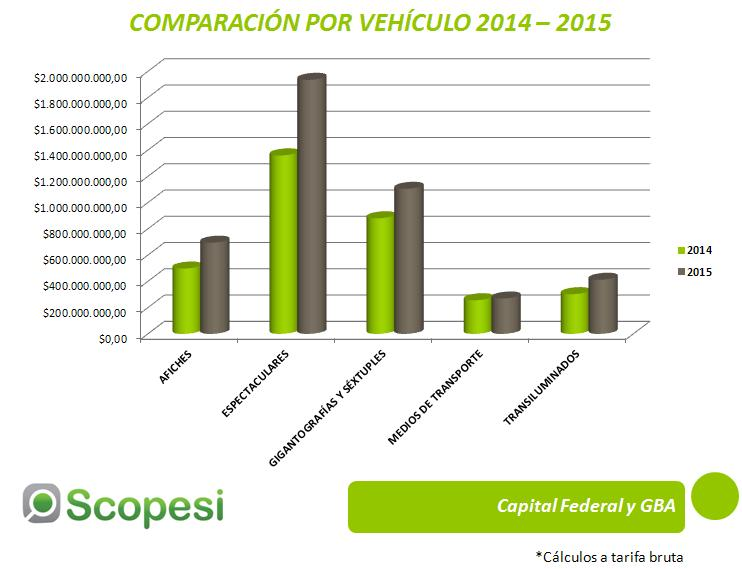 COMPARACIÓN POR VEHÍCULO 2014 – 2015
$2.000.000.000,00
$1.800.000.000,00
$1.600.000.000,00
$1.400.000.000,00
$1.200.000.000,00
$1.000.000.000,00
$800.000.000,00
$600.000.000,00
$400.000.000,00
$200.000.000,00
$0,00
2014
2015
AFICHES
ESPECTACULARES
GIGANTOGRAFÍAS Y SÉXTUPLES
MEDIOS DE TRANSPORTE
TRANSILUMINADOS
Scopesi
Capital Federal y GBA
*Cálculos a tarifa bruta